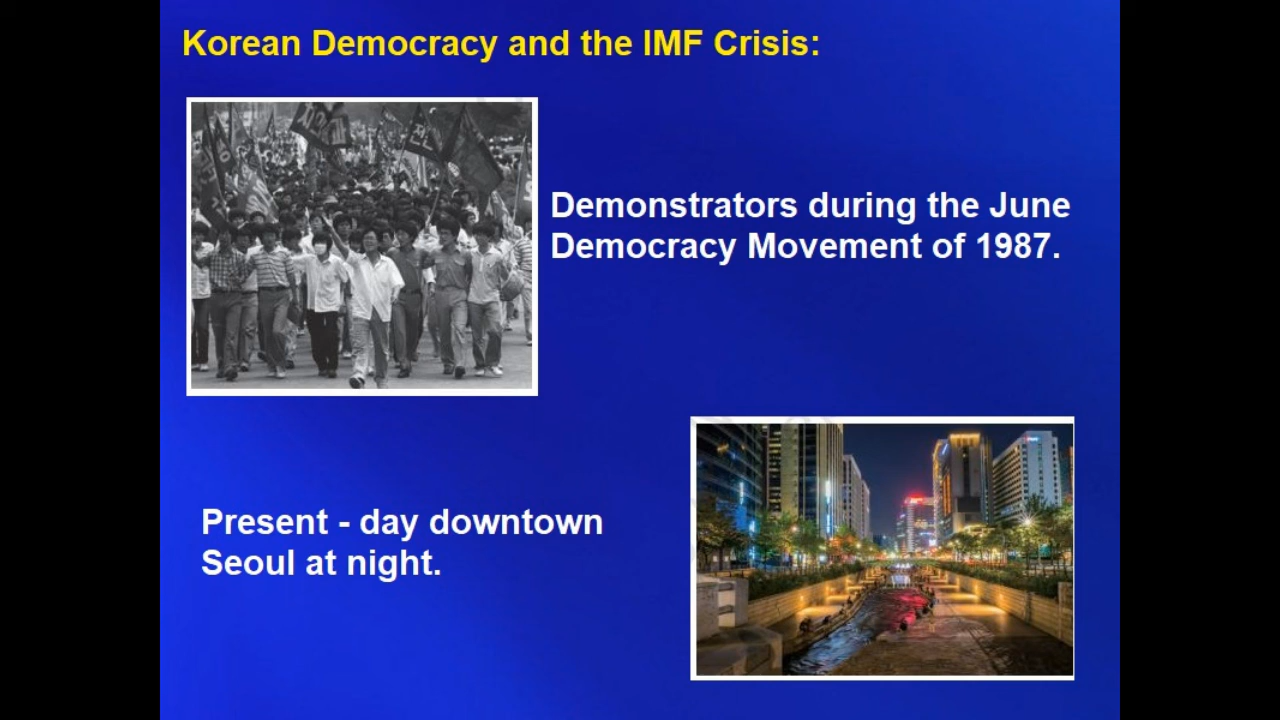 Korean Democracy and the IMF Crisis:
Demonstrators during the June
Democracy Movement of 1987.
Present - day downtown
Seoul at night.